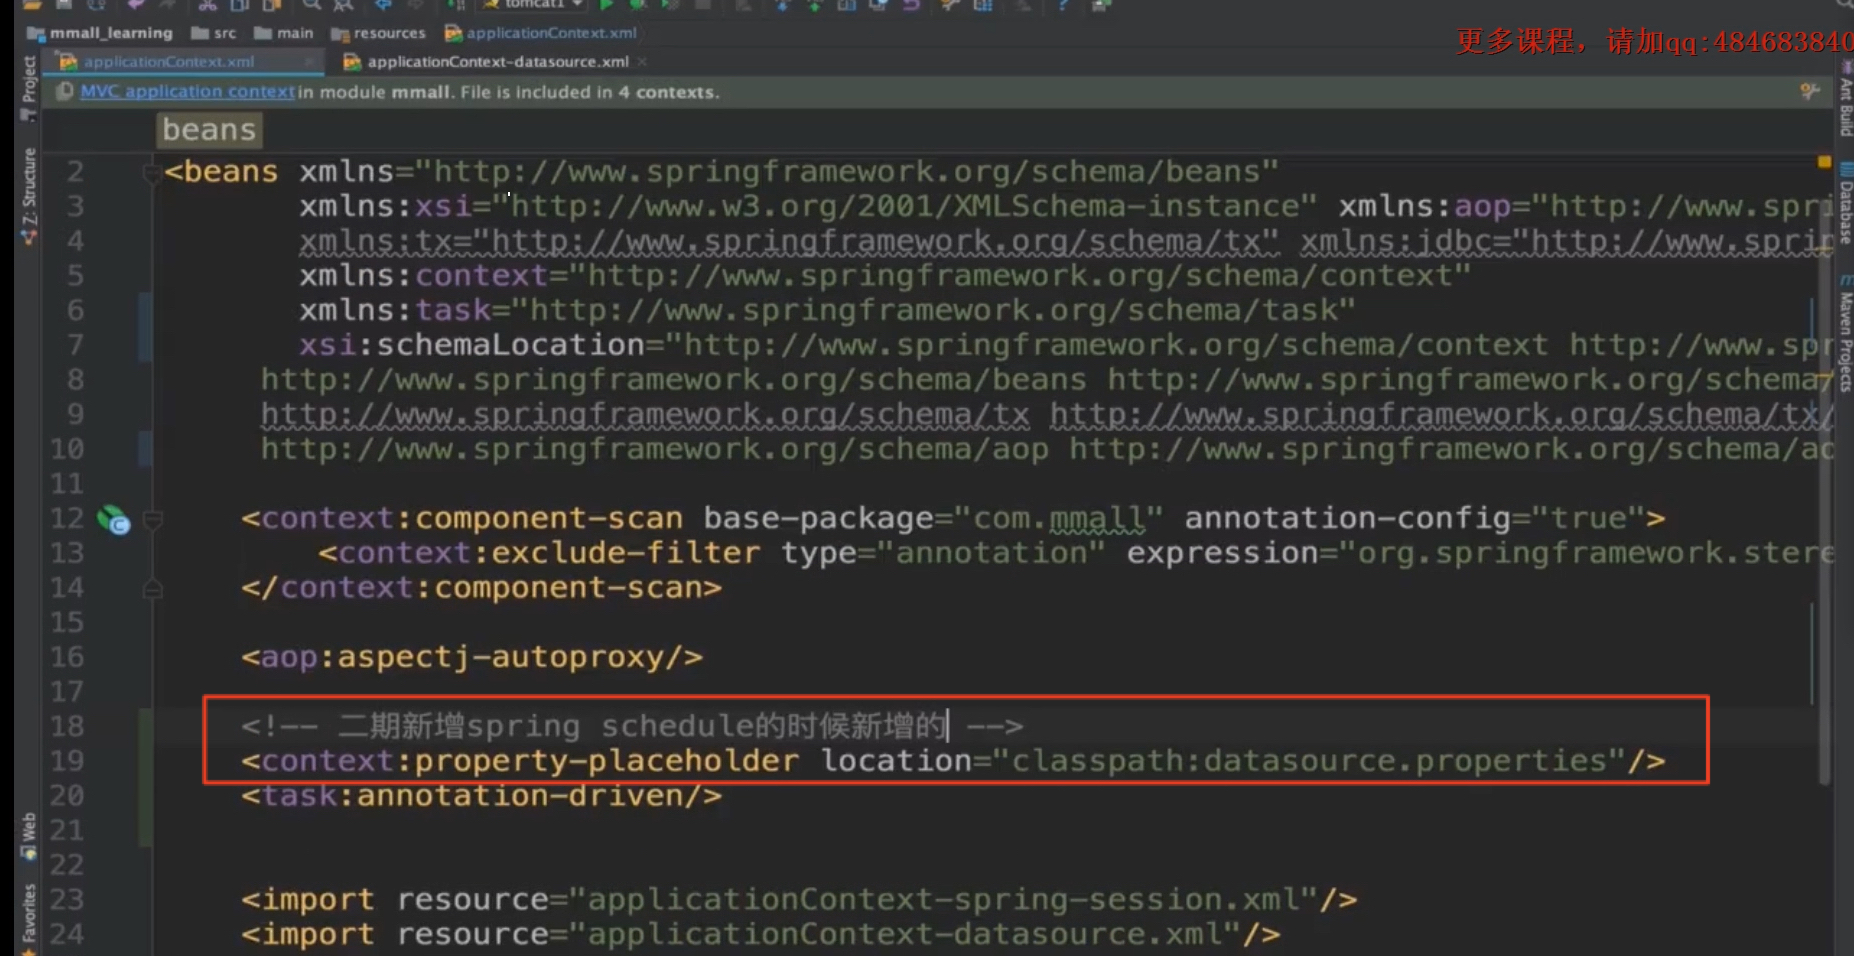 tomcat1
mmall_learning src main resources applicationContext.xml
更多课程，请加qq:484683840
applicationContext.xml applicationContext-datasource.xml
MVC application context in module mmall. File is included in 4 contexts.
beans
2 <beans xmlns="http://www.springframework.org/schema/beans"
3 xmlns:xsi="http://www.w3.org/2001/XMLSchema-instance" xmlns:aop="http://www.spri
4 xmlns:tx="http://www.springframework.org/schema/tx" xmlns:jdbc="http://www.sprin
5 xmlns:context="http://www.springframework.org/schema/context"
6 xmlns:task="http://www.springframework.org/schema/task"
7 xsi:schemaLocation="http://www.springframework.org/schema/context http://www.spr
8 http://www.springframework.org/schema/beans http://www.springframework.org/schema/
9 http://www.springframework.org/schema/tx http://www.springframework.org/schema/tx/
10 http://www.springframework.org/schema/aop http://www.springframework.org/schema/ao
11
12 <context:component-scan base-package="com.mmall" annotation-config="true">
13 <context:exclude-filter type="annotation" expression="org.springframework.stere
14 </context:component-scan>
15
16 <aop:aspectj-autoproxy/>
17
18 <!-- 二期新增spring schedule的时候新增的 -->
19 <context:property-placeholder location="classpath:datasource.properties"/>
20 <task:annotation-driven/>
21
22
23 <import resource="applicationContext-spring-session.xml"/>
24 <import resource="applicationContext-datasource.xml"/>
Project
Z: Structure
Web
Favorites
Ant Build
Database
Maven Projects